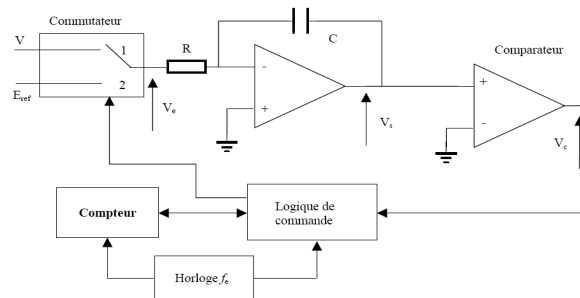 Commutateur
V
1
2
E_ref
R
C
-
+
V_e
V_s
Comparateur
+
-
V_c
Compteur
Logique de
commande
Horloge f_e